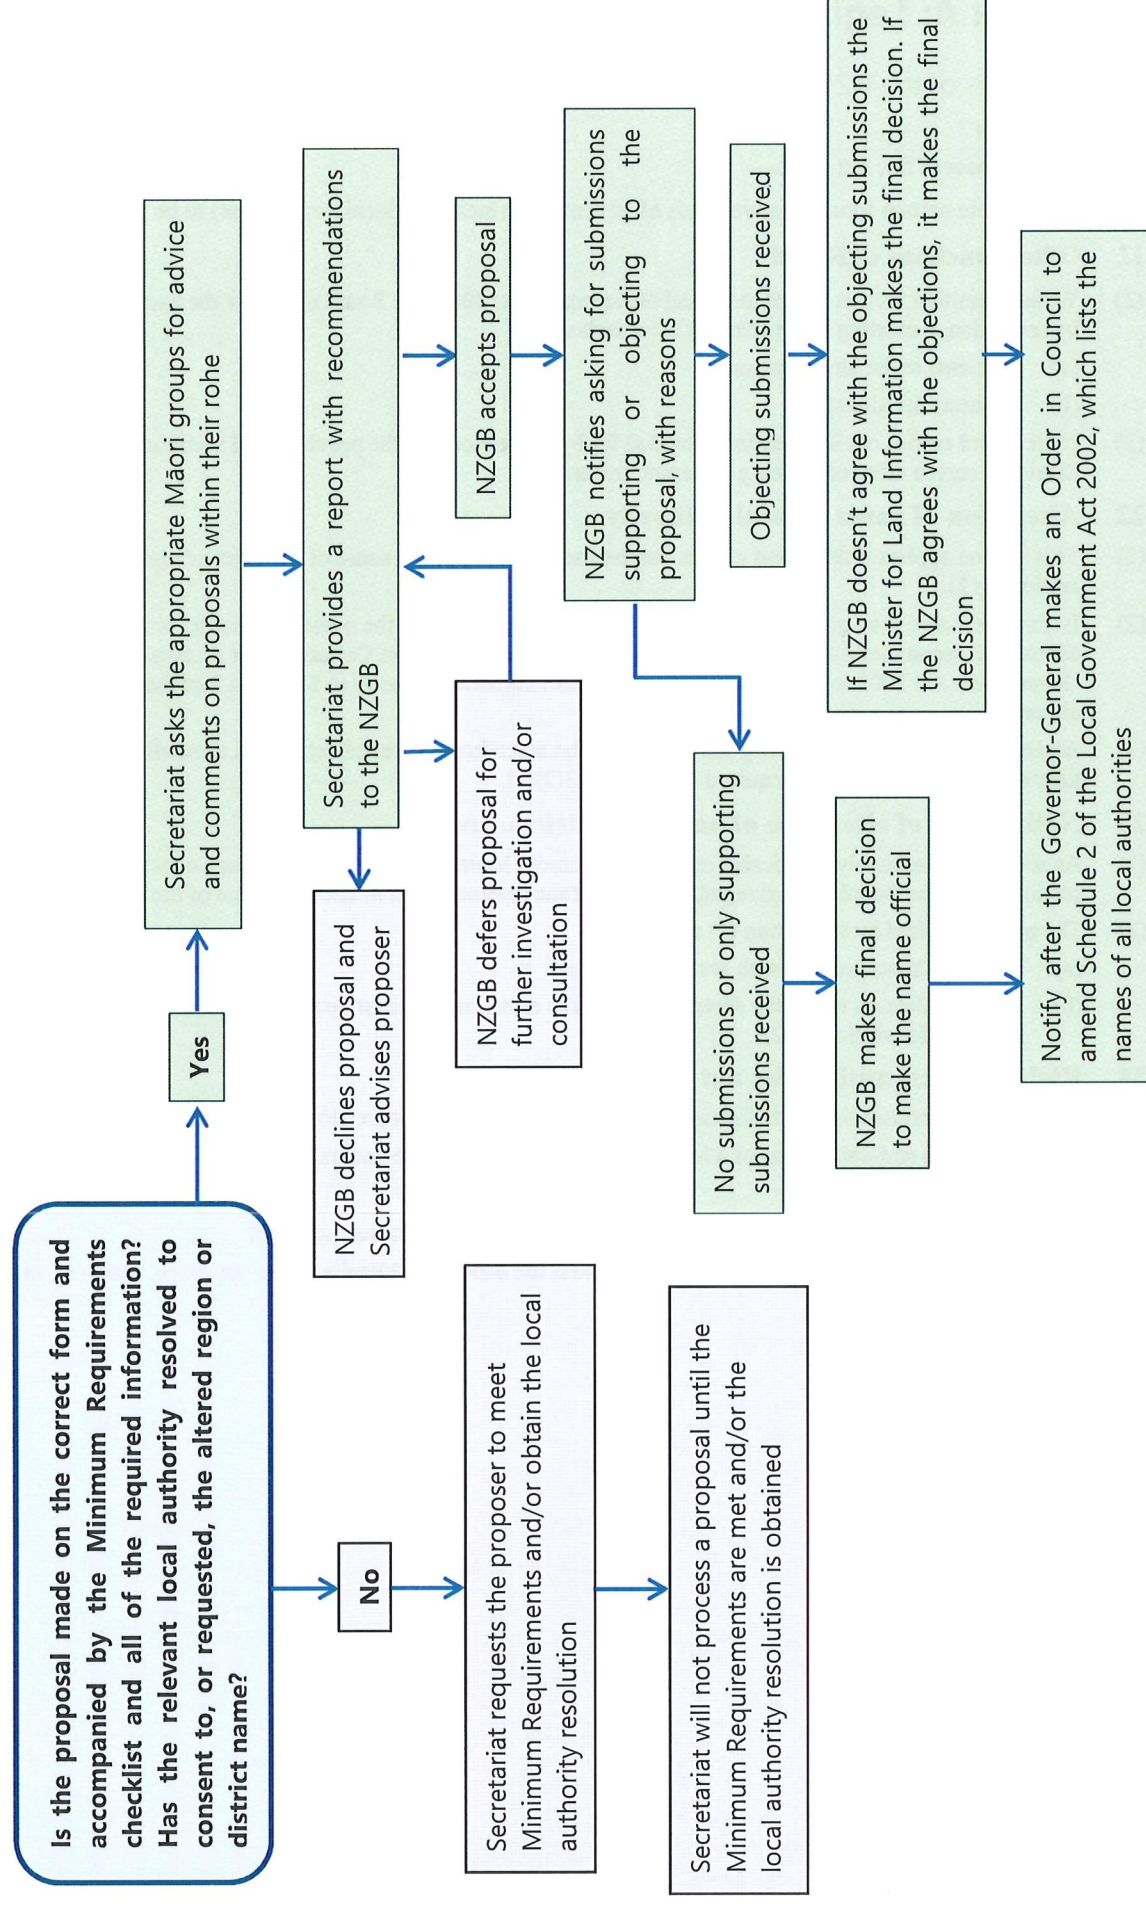 Is the proposal made on the correct form and
accompanied by the Minimum Requirements
checklist and all of the required information?
Has the relevant local authority resolved to
consent to, or requested, the altered region or
district name?
Yes
Secretariat asks the appropriate Māori groups for advice
and comments on proposals within their rohe
Secretariat provides a report with recommendations
to the NZGB
NZGB declines proposal and
Secretariat advises proposer
NZGB defers proposal for
further investigation and/or
consultation
NZGB accepts proposal
NZGB notifies asking for submissions
supporting or objecting to the
proposal, with reasons
Objecting submissions received
If NZGB doesn't agree with the objecting submissions the
Minister for Land Information makes the final decision. If
the NZGB agrees with the objections, it makes the final
decision
No submissions or only supporting
submissions received
NZGB makes final decision
to make the name official
Notify after the Governor-General makes an Order in Council to
amend Schedule 2 of the Local Government Act 2002, which lists the
names of all local authorities
No
Secretariat requests the proposer to meet
Minimum Requirements and/or obtain the local
authority resolution
Secretariat will not process a proposal until the
Minimum Requirements are met and/or the
local authority resolution is obtained